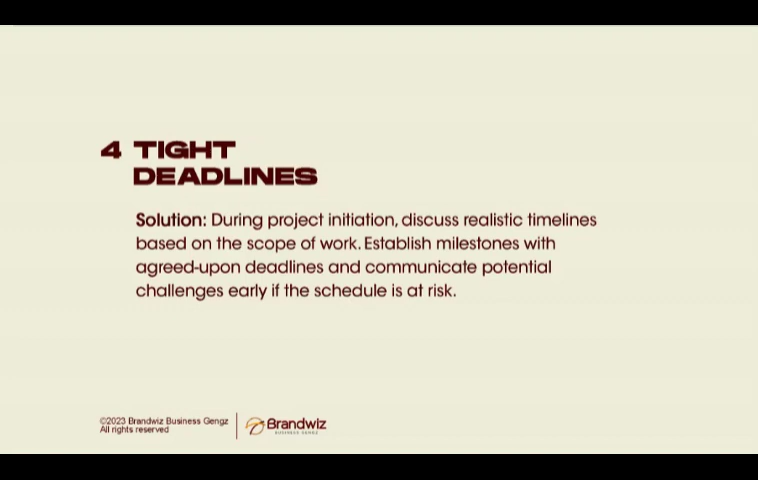 4 TIGHT
DEADLINES
Solution: During project initiation, discuss realistic timelines
based on the scope of work. Establish milestones with
agreed-upon deadlines and communicate potential
challenges early if the schedule is at risk.
©2023 Brandwiz Business Gengz
All rights reserved
Brandwiz
BUSINESS GENGZ